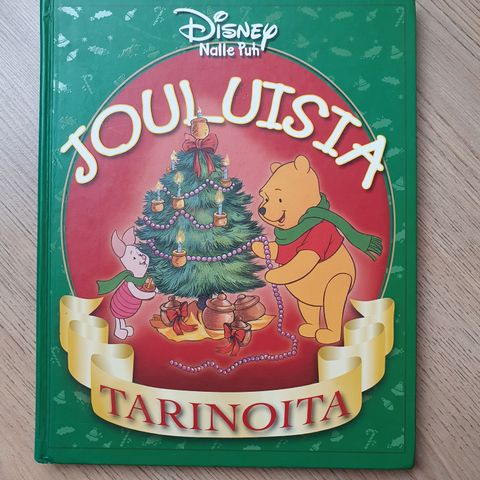 Disney
Nalle Puh
JOULUISIA
TARINOITA